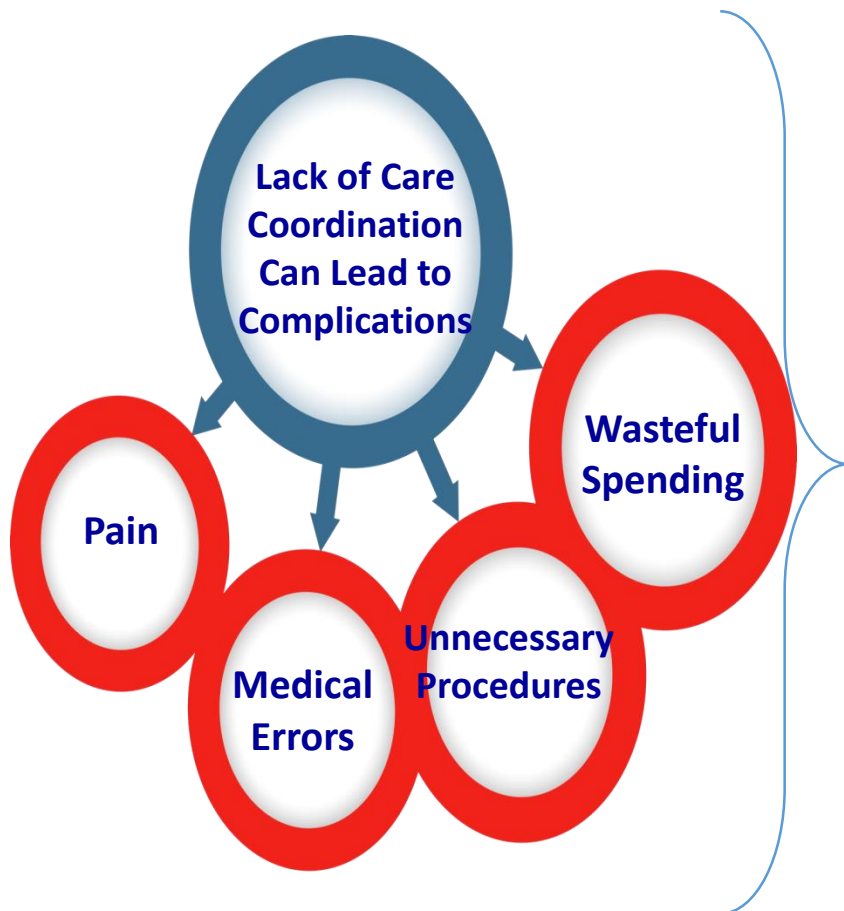 Lack of Care
Coordination
Can Lead to
Complications
Wasteful
Spending
Pain
Unnecessary
Procedures
Medical
Errors